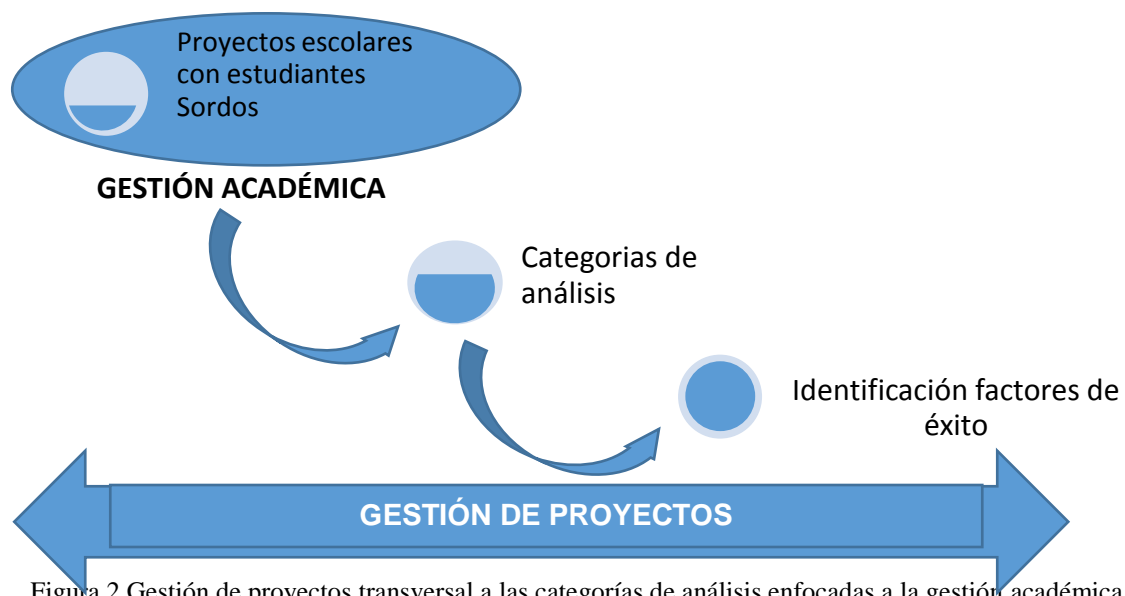 Proyectos escolares
con estudiantes
Sordos
GESTIÓN ACADÉMICA
Categorias de
análisis
Identificación factores de
éxito
GESTIÓN DE PROYECTOS
Figura 2 Gestión de proyectos transversal a las categorías de análisis enfocadas a la gestión académica